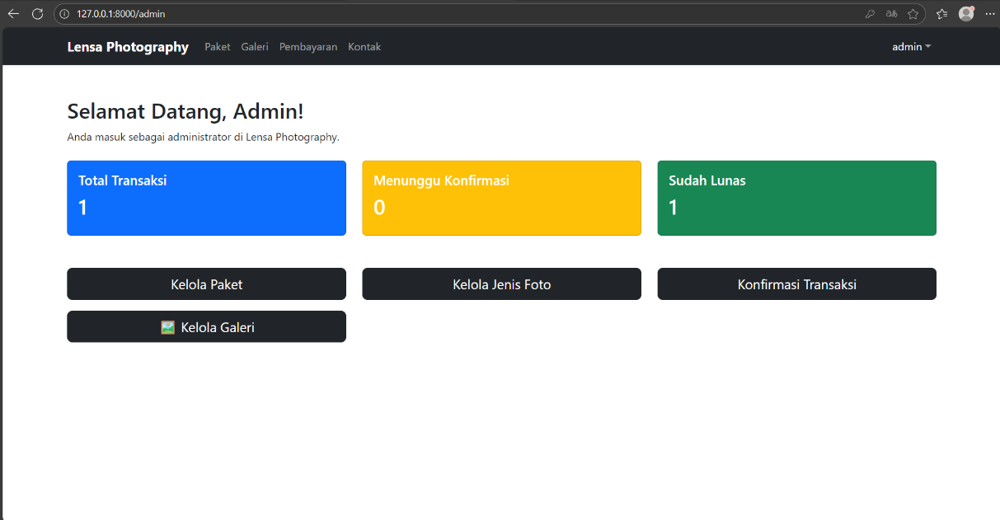 127.0.0.1:8000/admin
Lensa Photography Paket Galeri Pembayaran Kontak admin
Selamat Datang, Admin!
Anda masuk sebagai administrator di Lensa Photography.
Total Transaksi
1
Menunggu Konfirmasi
0
Sudah Lunas
1
Kelola Paket
Kelola Jenis Foto
Konfirmasi Transaksi
Kelola Galeri